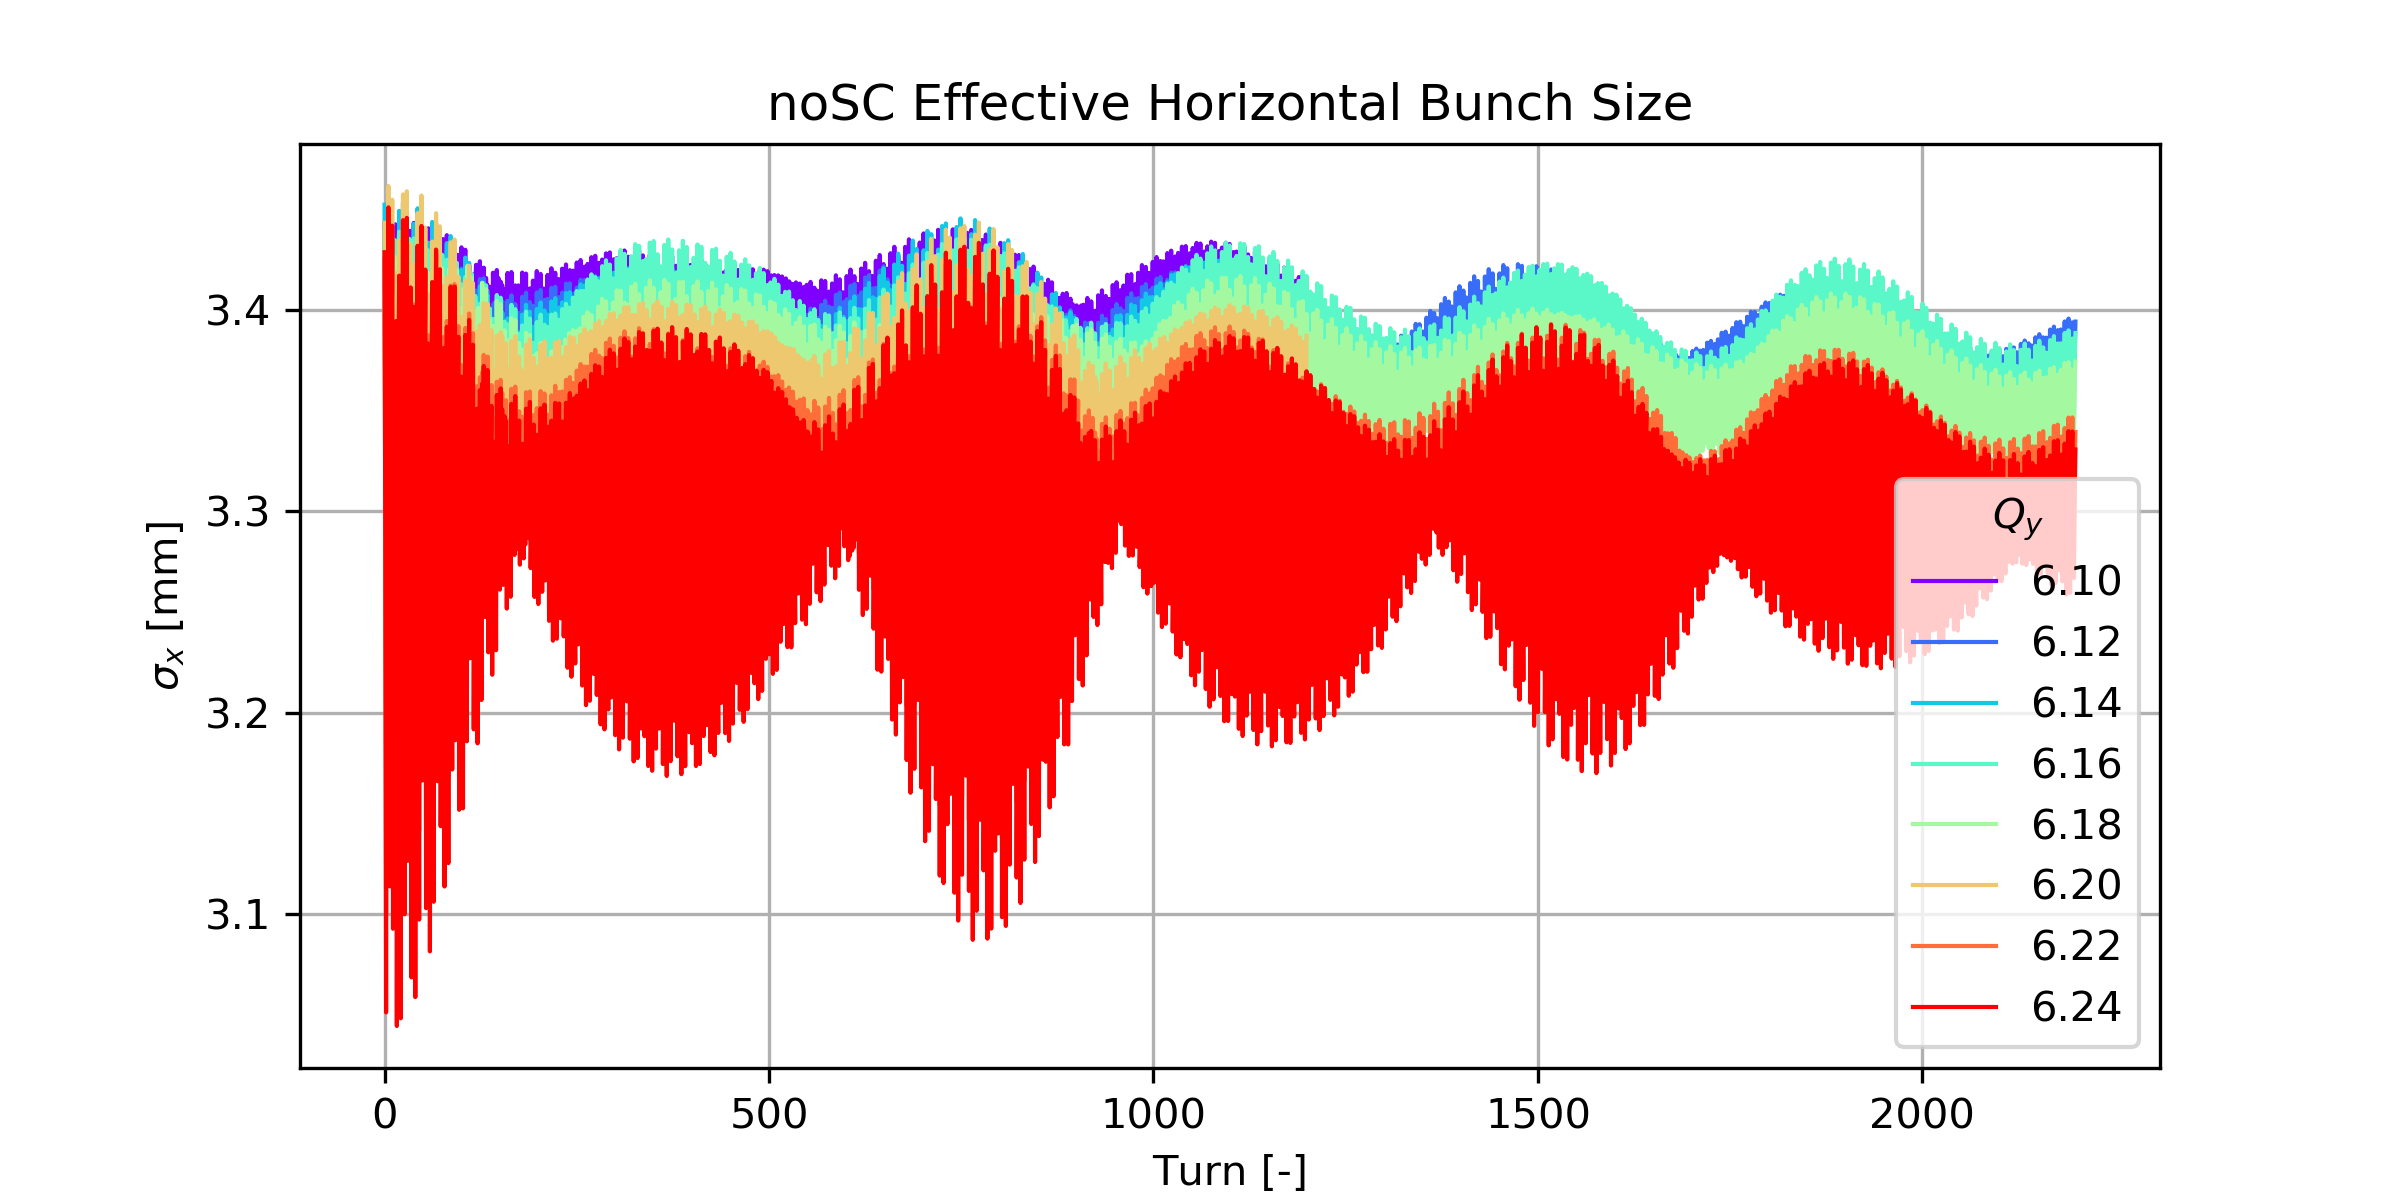 noSC Effective Horizontal Bunch Size
σx [mm]
3.4
3.3
3.2
3.1
0 500 1000 1500 2000
Turn [-]
Qy
6.10
6.12
6.14
6.16
6.18
6.20
6.22
6.24